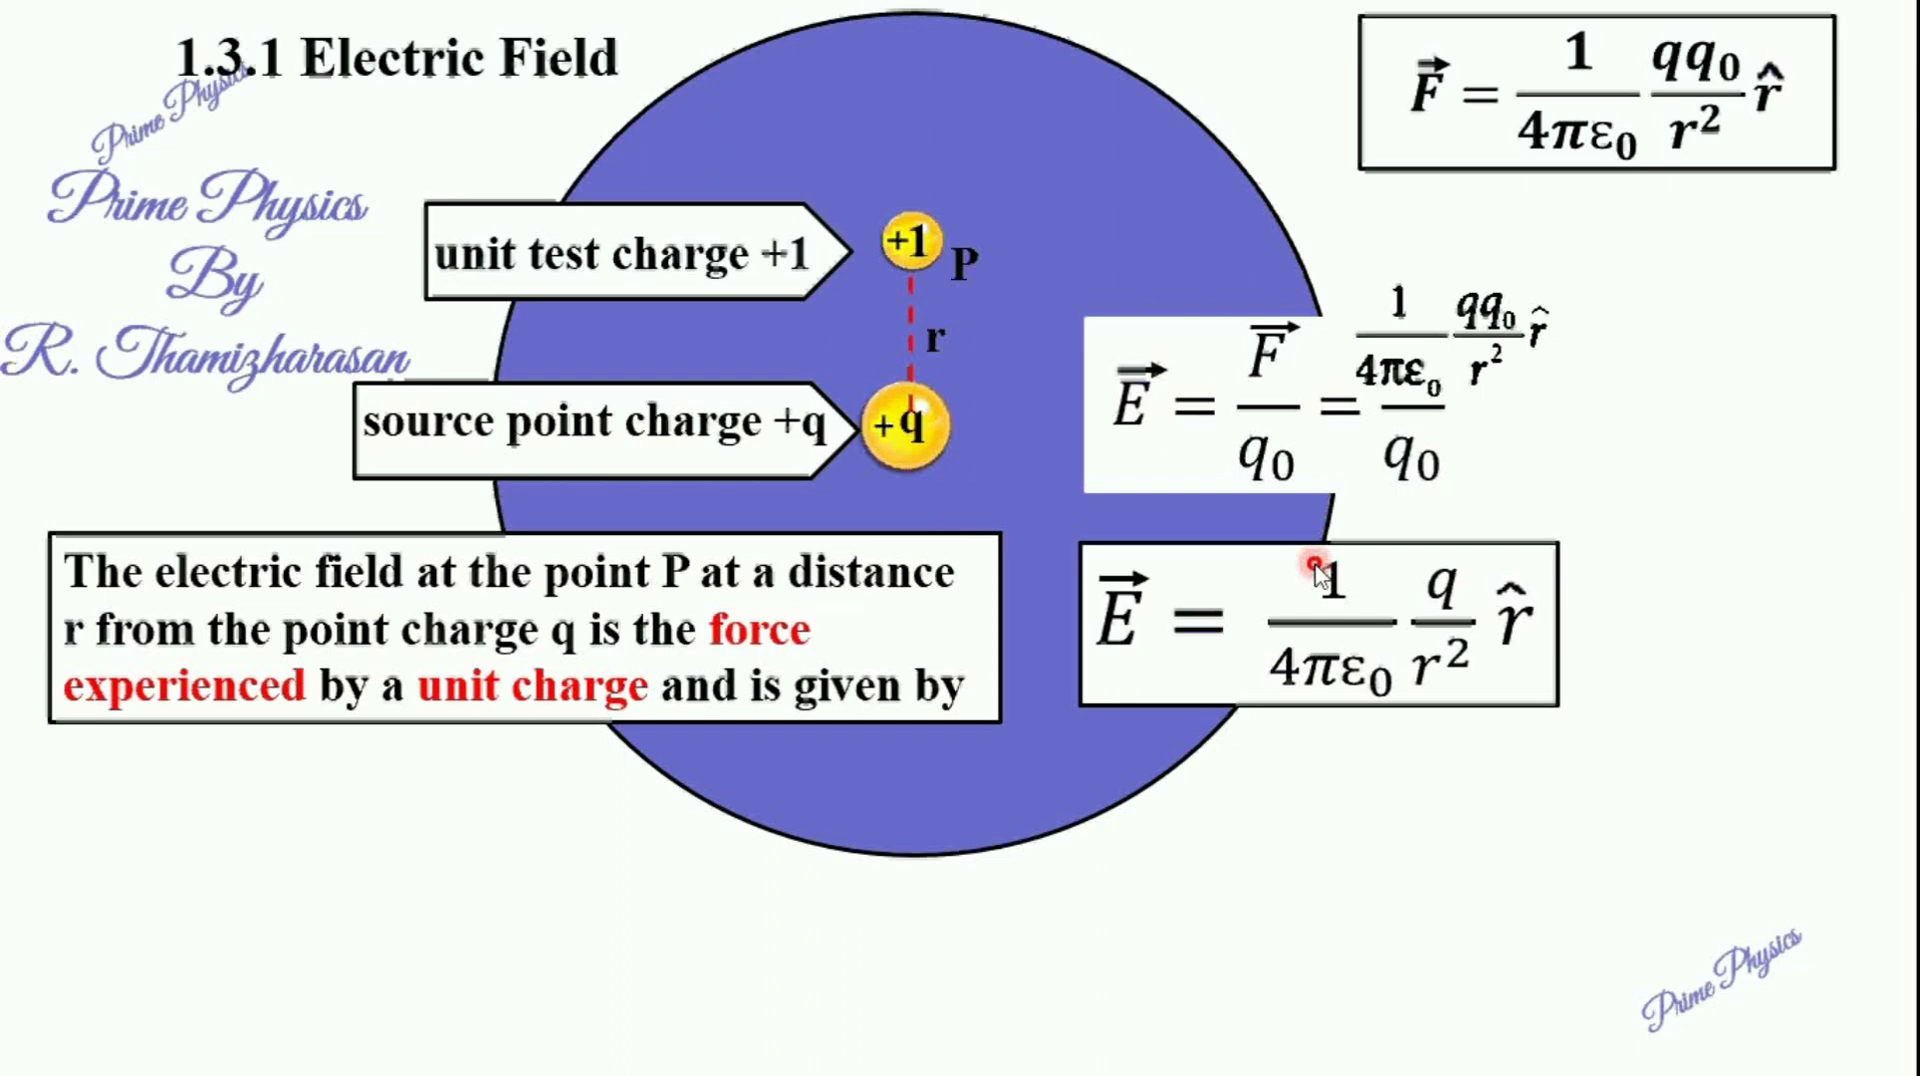 1.3.1 Electric Field
Prime Physics
Prime Physics
By
R. Thamizharasan
F⃗ = 1/4πε₀ qq₀/r² r̂
unit test charge +1
+1
P
r
source point charge +q
+q
E⃗ = F⃗/q₀ = 1/4πε₀ qq₀/r² r̂/q₀
The electric field at the point P at a distance
r from the point charge q is the force
experienced by a unit charge and is given by
E⃗ = 1/4πε₀ q/r² r̂
Prime Physics